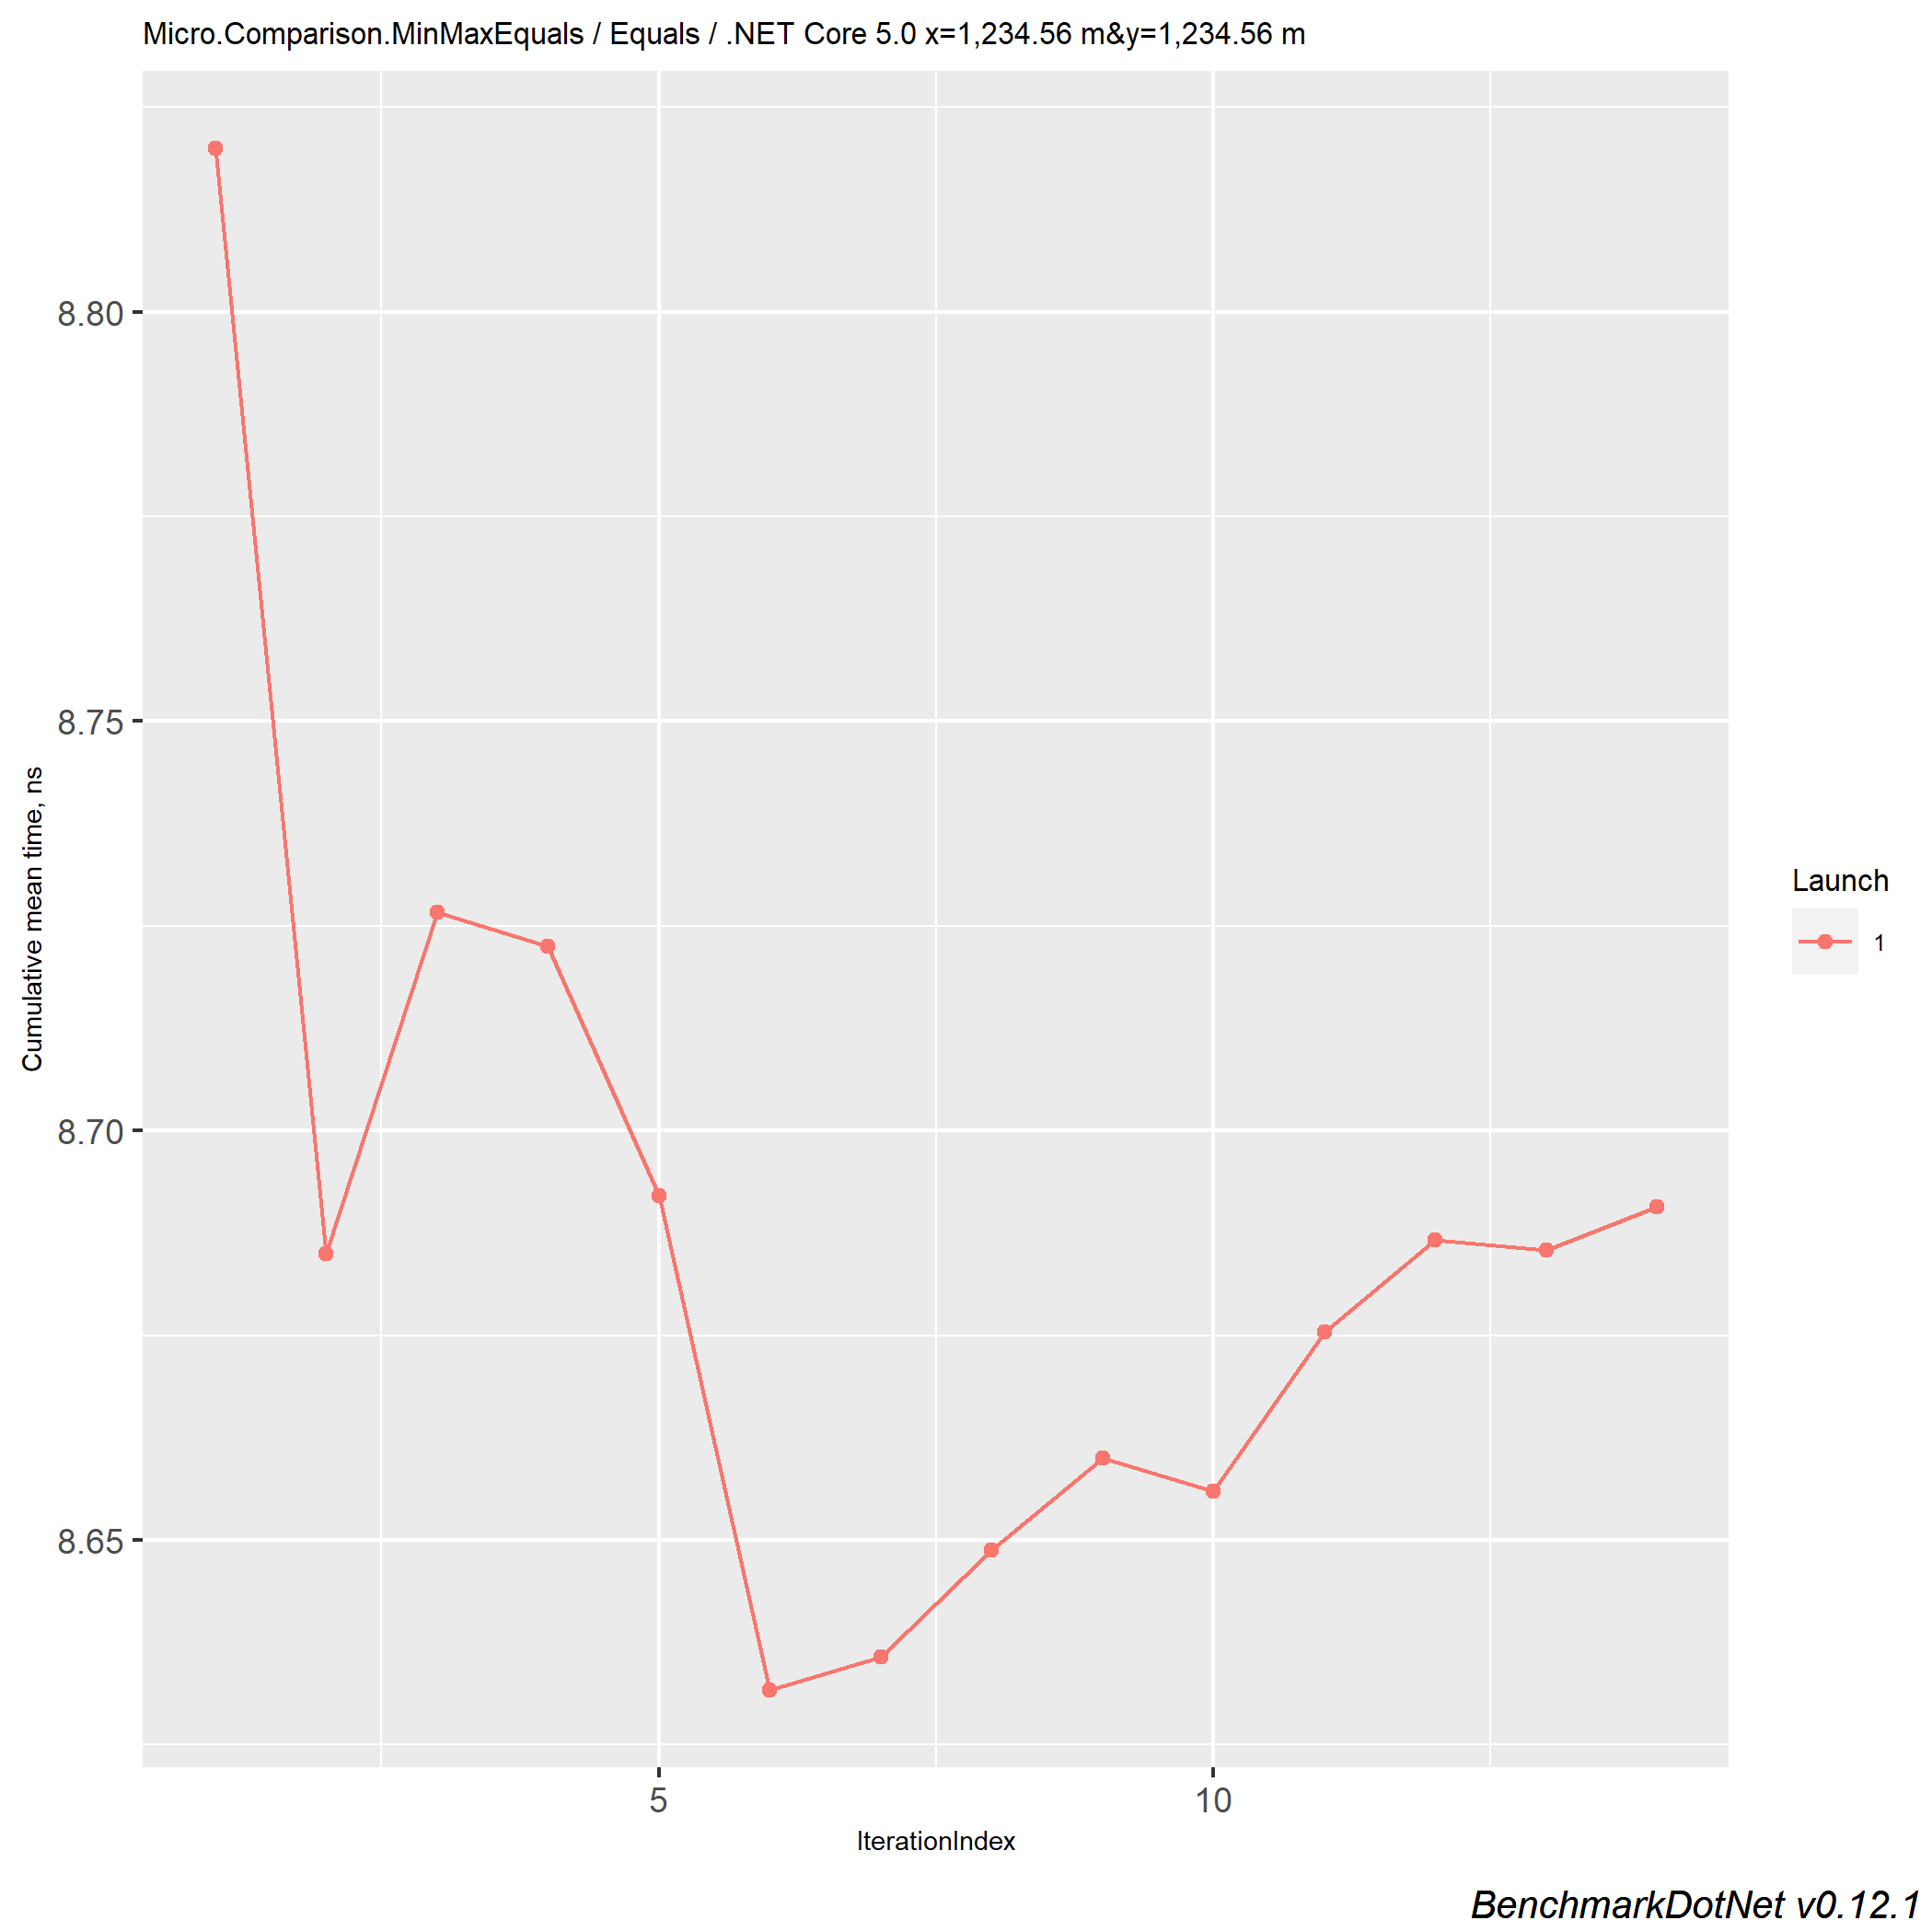 Micro.Comparison.MinMaxEquals / Equals / .NET Core 5.0 x=1,234.56 m&y=1,234.56 m
8.80
8.75
8.70
8.65
Cumulative mean time, ns
5
10
IterationIndex
Launch
1
BenchmarkDotNet v0.12.1